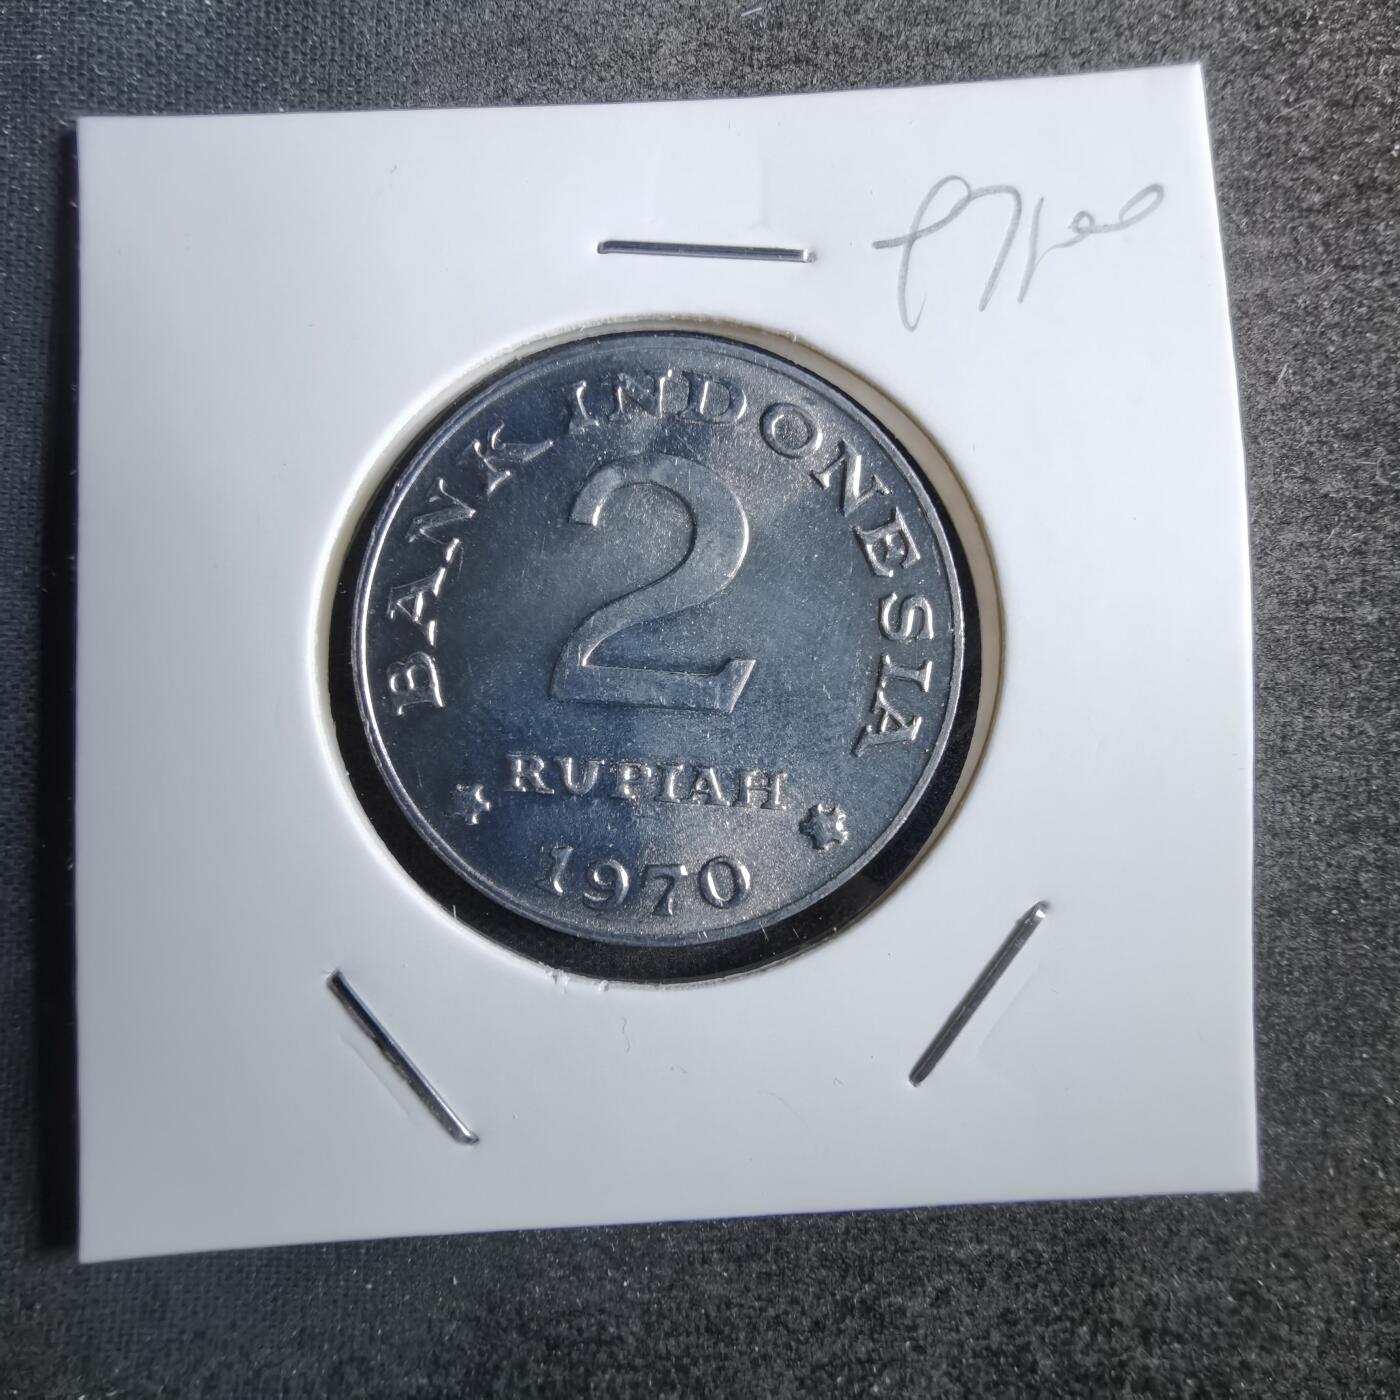 BANK INDONESIA
2
RUPIAH
1970